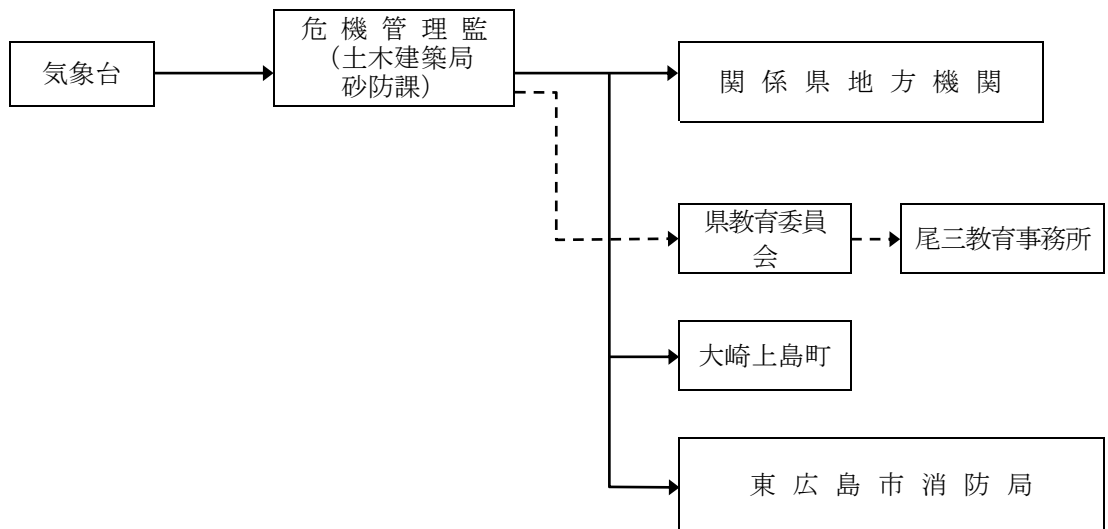 気象台
危機管理監
（土木建築局
砂防課）
関係県地方機関
県教育委員
会
尾三教育事務所
大崎上島町
東広島市消防局